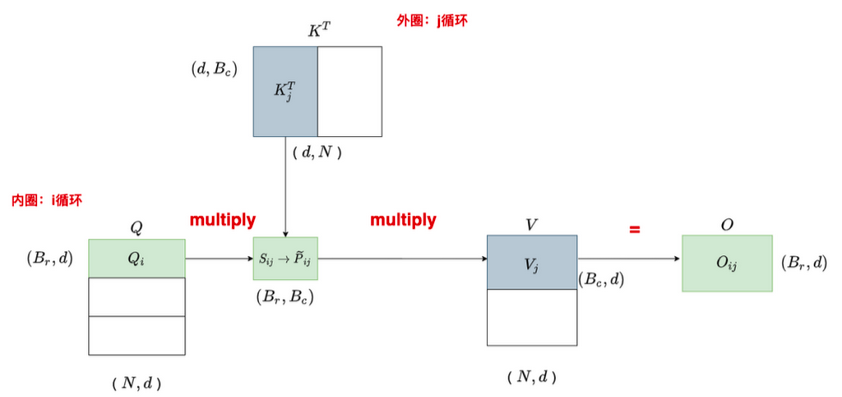 外圈：j循环
$K^T$
$(d, B_c)$
$K_j^T$
$(d, N)$
内圈：i循环
multiply
multiply
=
$Q$
$V$
$O$
$(B_r, d)$
$Q_i$
$S_{ij} \rightarrow \tilde{P}_{ij}$
$V_j$
$O_{ij}$
$(B_r, d)$
$(B_c, d)$
$(B_r, B_c)$
$(N, d)$
$(N, d)$